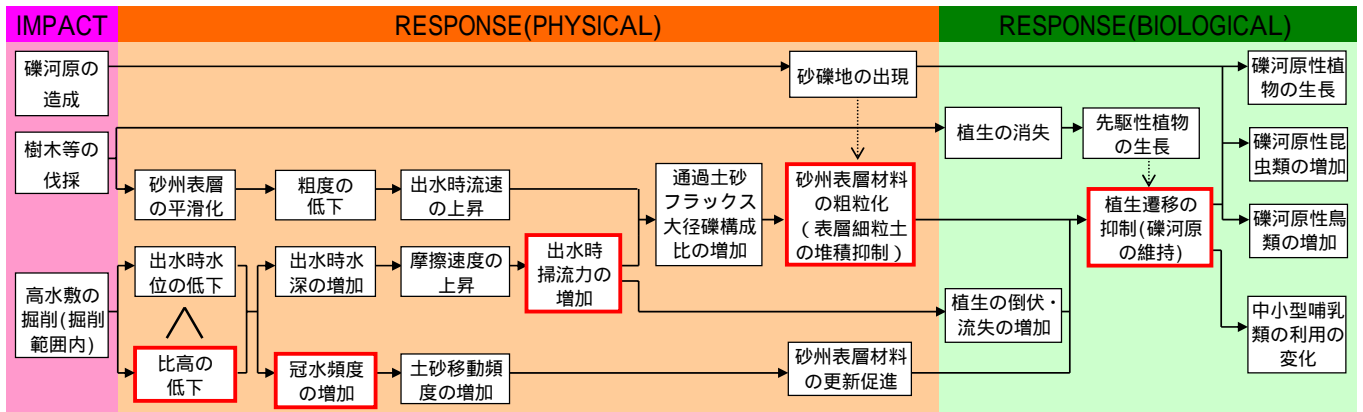 IMPACT
RESPONSE(PHYSICAL)
RESPONSE(BIOLOGICAL)
礫河原の
造成
樹木等の
伐採
高水敷の
掘削(掘削
範囲内)
砂州表層
の平滑化
粗度の
低下
出水時流速
の上昇
出水時水
位の低下
比高の
低下
出水時水
深の増加
摩擦速度の
上昇
出水時
掃流力の
増加
冠水頻度
の増加
土砂移動頻
度の増加
通過土砂
フラックス
大径礫構成
比の増加
砂礫地の出現
砂州表層材料
の粗粒化
(表層細粒土
の堆積抑制)
砂州表層材料
の更新促進
植生の消失
先駆性植物
の生長
植生遷移の
抑制(礫河原
の維持)
植生の倒伏・
流失の増加
礫河原性植
物の生長
礫河原性昆
虫類の増加
礫河原性鳥
類の増加
中小型哺乳
類の利用の
変化